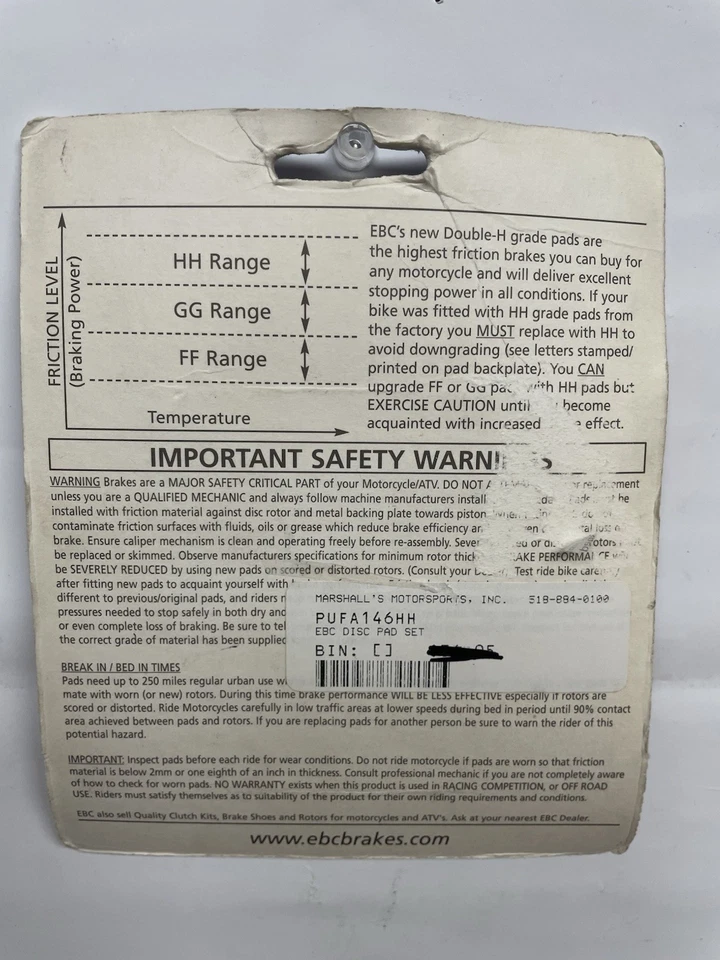 FRICTION LEVEL
(Braking Power)
HH Range
GG Range
FF Range
Temperature
EBC's new Double-H grade pads are
the highest friction brakes you can buy for
any motorcycle and will deliver excellent
stopping power in all conditions. If your
bike was fitted with HH grade pads from
the factory you MUST replace with HH to
avoid downgrading (see letters stamped/
printed on pad backplate). You CAN
upgrade FF or GG with HH pads but
EXERCISE CAUTION until become
acquainted with increased effect.
IMPORTANT SAFETY
WARNING Brakes are a MAJOR SAFETY CRITICAL PART of your Motorcycle/ATV. DO NOT
unless you are a QUALIFIED MECHANIC and always follow machine manufacturers be
installed with friction material against disc rotor and metal backing plate towards piston
contaminate friction surfaces with fluids, oils or grease which reduce brake efficiency
brake. Ensure caliper mechanism is clean and operating freely before re-assembly.
be replaced or skimmed. Observe manufacturers specifications for minimum rotor
be SEVERELY REDUCED by using new pads on scored or distorted rotors. (Consult your Test ride bike
after fitting new pads to acquaint yourself with
different to previous/original pads, and riders
pressures needed to stop safely in both dry and
or even complete loss of braking. Be sure to
the correct grade of material has been supplied
MARSHALL'S MOTORSPORTS, INC. 518-884-0100
PUFA146HH
EBC DISC PAD SET
BIN: []
BREAK IN / BED IN TIMES
Pads need up to 250 miles regular urban use
mate with worn (or new) rotors. During this time brake performance WILL BE LESS EFFECTIVE especially if rotors are
scored or distorted. Ride Motorcycles carefully in low traffic areas at lower speeds during bed in period until 90% contact
area achieved between pads and rotors. If you are replacing pads for another person be sure to warn the rider of this
potential hazard.
IMPORTANT: Inspect pads before each ride for wear conditions. Do not ride motorcycle if pads are worn so that friction
material is below 2mm or one eighth of an inch in thickness. Consult professional mechanic if you are not completely aware
of how to check for worn pads. NO WARRANTY exists when this product is used in RACING COMPETITION, or OFF ROAD
USE. Riders must satisfy themselves as to suitability of the product for their own riding requirements and conditions.
EBC also sell Quality Clutch Kits, Brake Shoes and Rotors for motorcycles and ATV's. Ask at your nearest EBC Dealer.
www.ebcbrakes.com